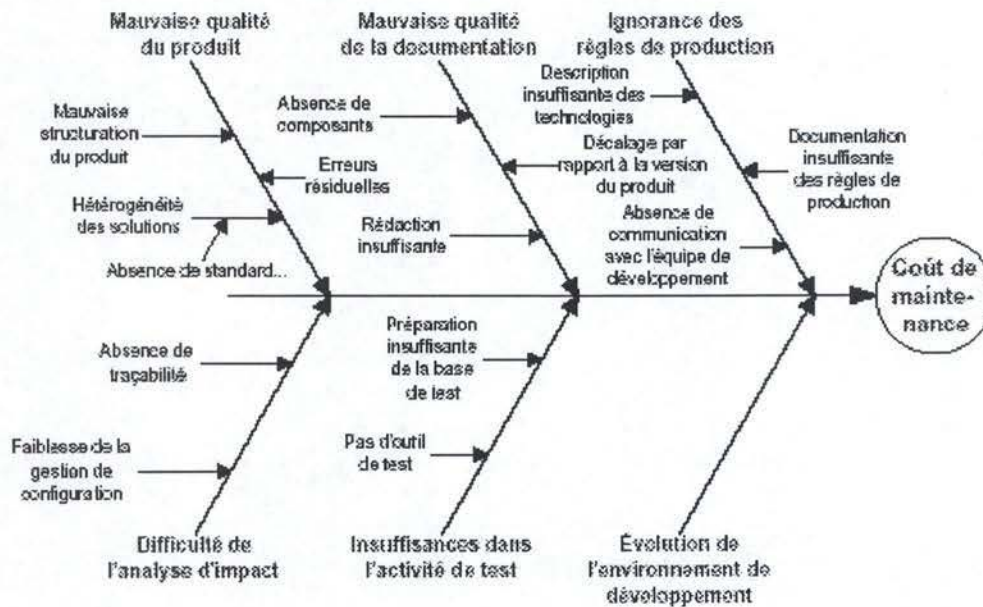 Mauvaise qualité
du produit
Mauvaise qualité
de la documentation
Ignorance des
règles de production
Mauvaise
structuration
du produit
Erreurs
résiduelles
Hétérogénéité
des solutions
Absence de standard...
Absence de
composants
Décalage par
rapport à la version
du produit
Rédaction
insuffisante
Description
insuffisante des
technologies
Documentation
insuffisante
des règles de
production
Absence de
communication
avec l'équipe de
développement
Coût de
mainte-
nance
Absence de
traçabilité
Faiblesse de la
gestion de
configuration
Préparation
insuffisante
de la base
de test
Pas d'outil
de test
Difficulté de
l'analyse d'impact
Insuffisances dans
l'activité de test
Évolution de
l'environnement de
développement